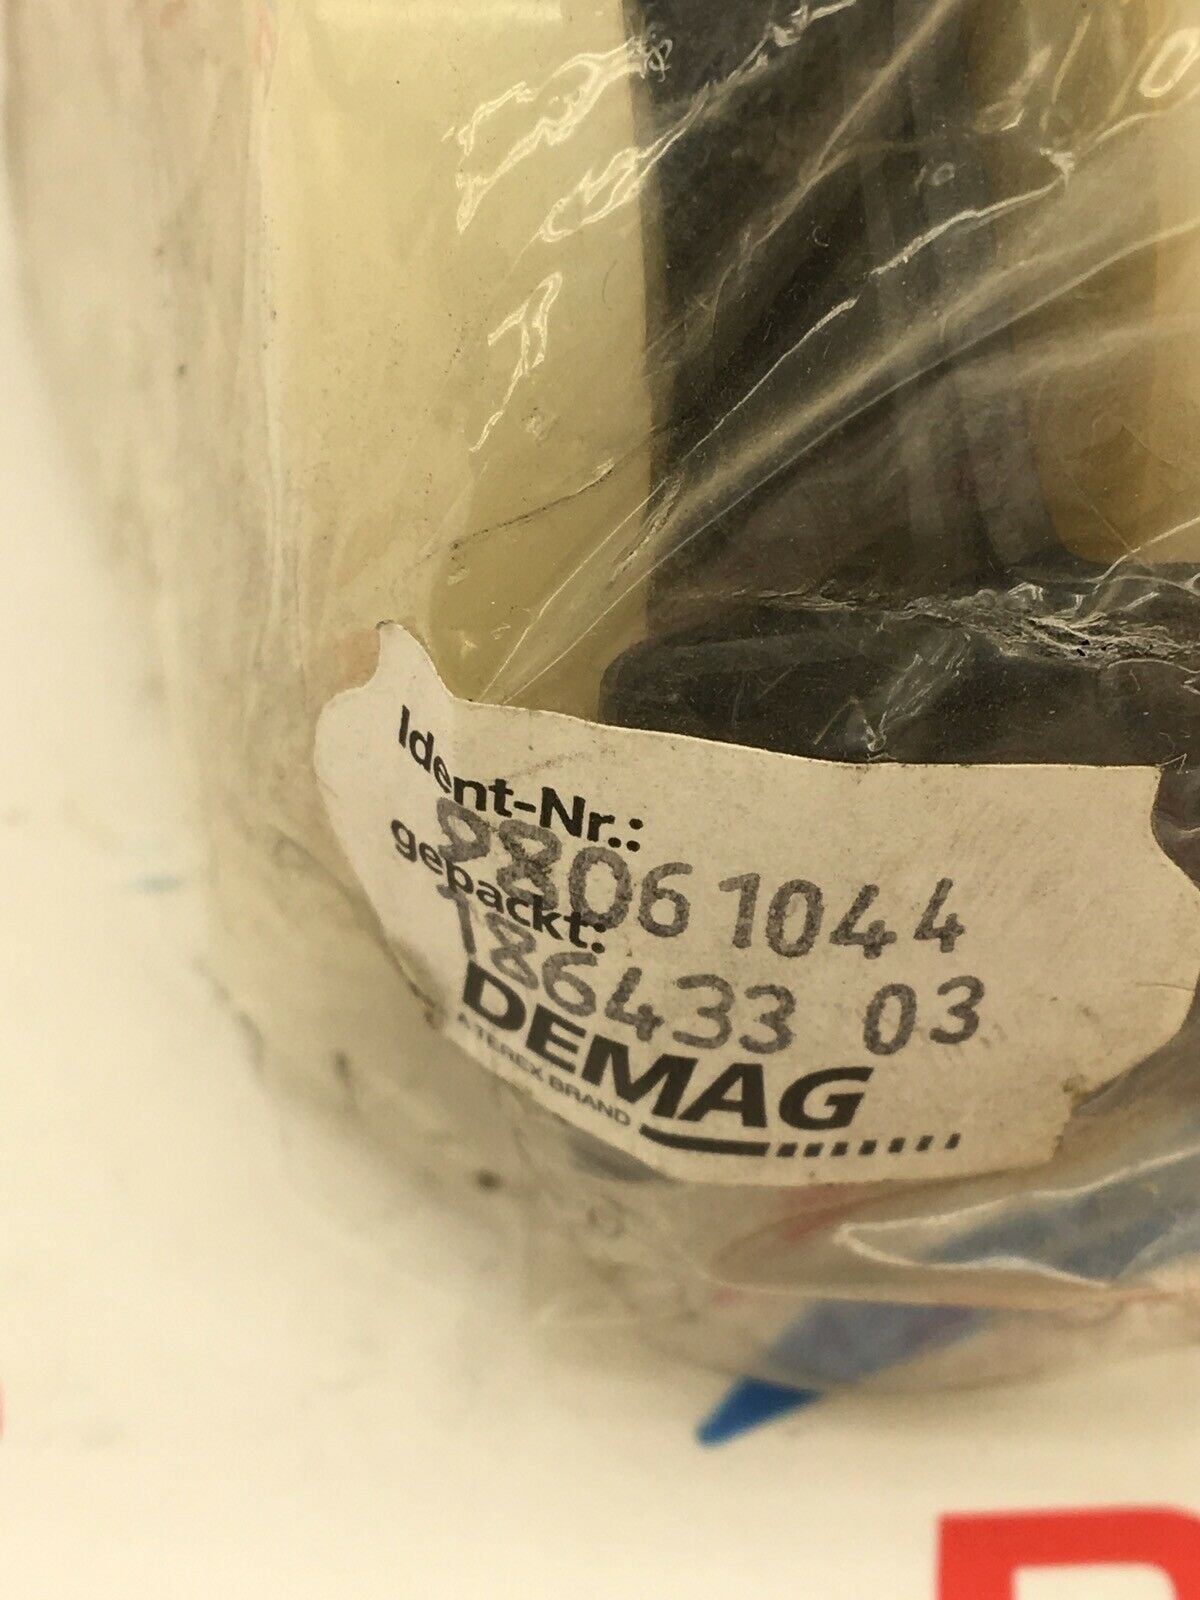 Ident-Nr.:
98061044
gepackt:
186433 03
DEMAG
A TEREX BRAND